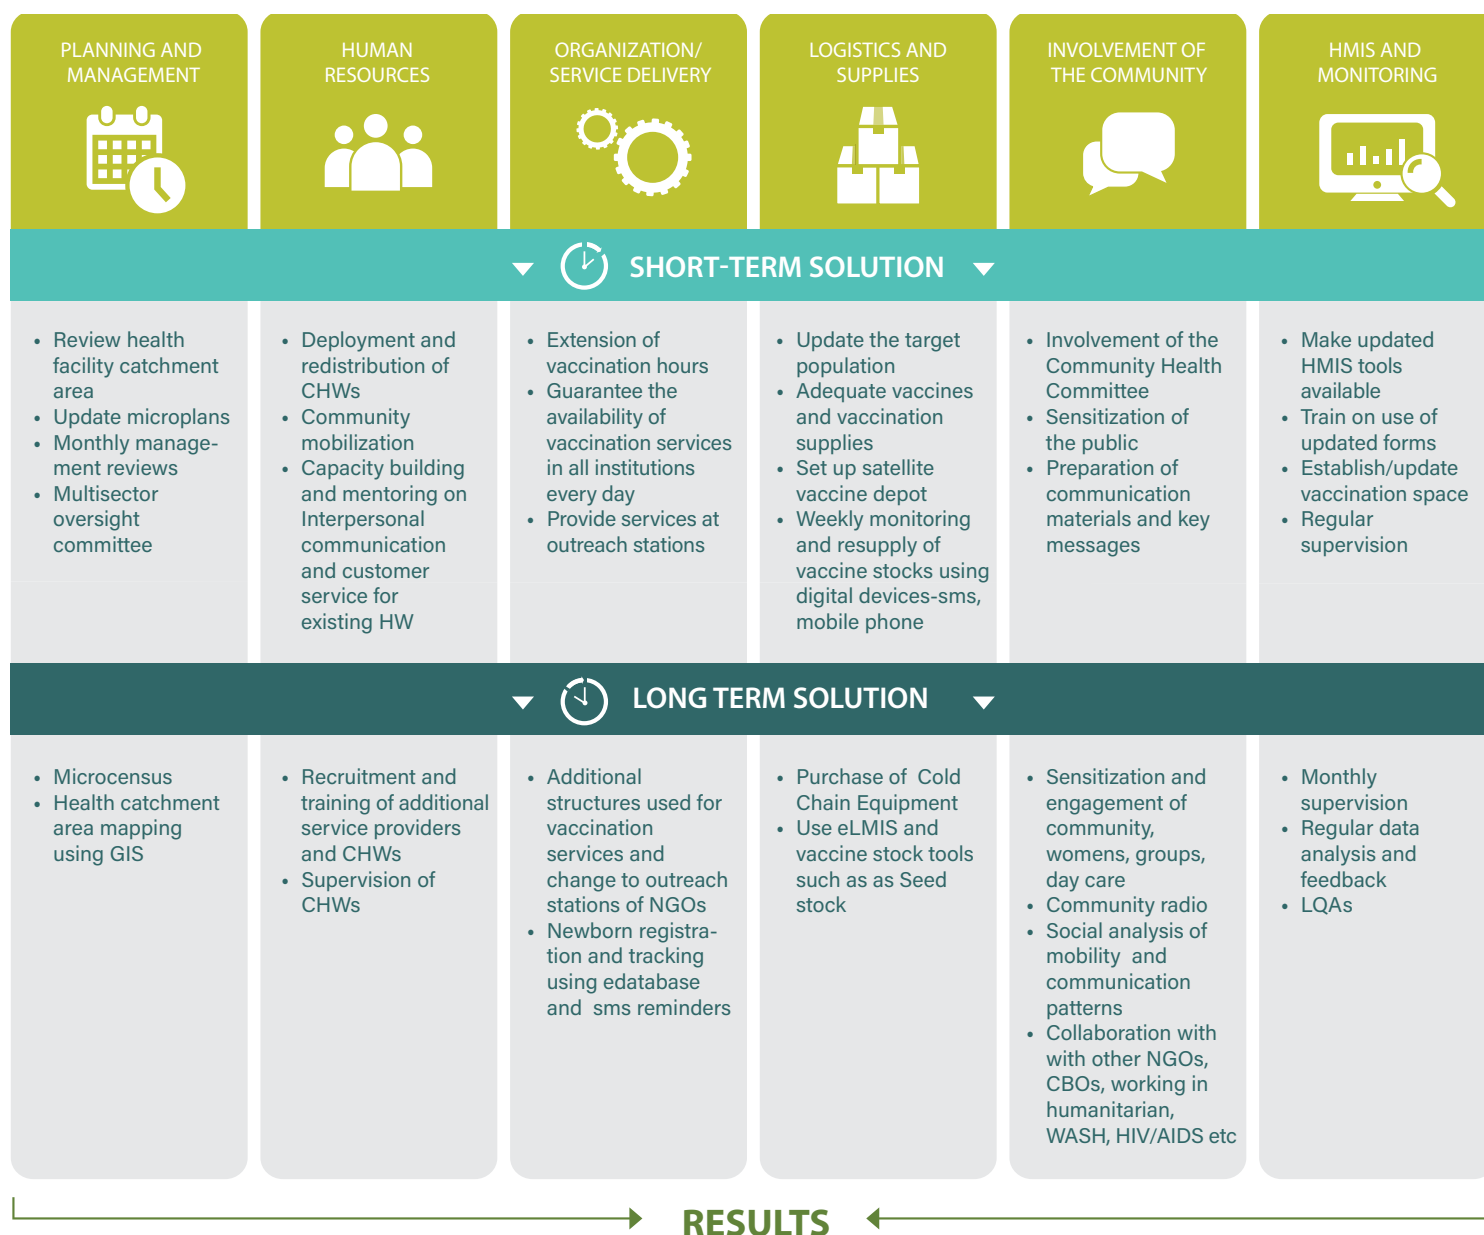 PLANNING AND
MANAGEMENT
HUMAN
RESOURCES
ORGANIZATION/
SERVICE DELIVERY
LOGISTICS AND
SUPPLIES
INVOLVEMENT OF
THE COMMUNITY
HMIS AND
MONITORING
SHORT-TERM SOLUTION
• Review health
facility catchment
area
• Update microplans
• Monthly manage-
ment reviews
• Multisector
oversight
committee
• Deployment and
redistribution of
CHWs
• Community
mobilization
• Capacity building
and mentoring on
Interpersonal
communication
and customer
service for
existing HW
• Extension of
vaccination hours
• Guarantee the
availability of
vaccination services
in all institutions
every day
• Provide services at
outreach stations
• Update the target
population
• Adequate vaccines
and vaccination
supplies
• Set up satellite
vaccine depot
• Weekly monitoring
and resupply of
vaccine stocks using
digital devices-sms,
mobile phone
• Involvement of the
Community Health
Committee
• Sensitization of
the public
• Preparation of
communication
materials and key
messages
• Make updated
HMIS tools
available
• Train on use of
updated forms
• Establish/update
vaccination space
• Regular
supervision
LONG TERM SOLUTION
• Microcensus
• Health catchment
area mapping
using GIS
• Recruitment and
training of additional
service providers
and CHWs
• Supervision of
CHWs
• Additional
structures used for
vaccination
services and
change to outreach
stations of NGOs
• Newborn registra-
tion and tracking
using edatabase
and sms reminders
• Purchase of Cold
Chain Equipment
• Use eLMIS and
vaccine stock tools
such as as Seed
stock
• Sensitization and
engagement of
community,
womens, groups,
day care
• Community radio
• Social analysis of
mobility and
communication
patterns
• Collaboration with
with other NGOs,
CBOs, working in
humanitarian,
WASH, HIV/AIDS etc
• Monthly
supervision
• Regular data
analysis and
feedback
• LQAs
RESULTS